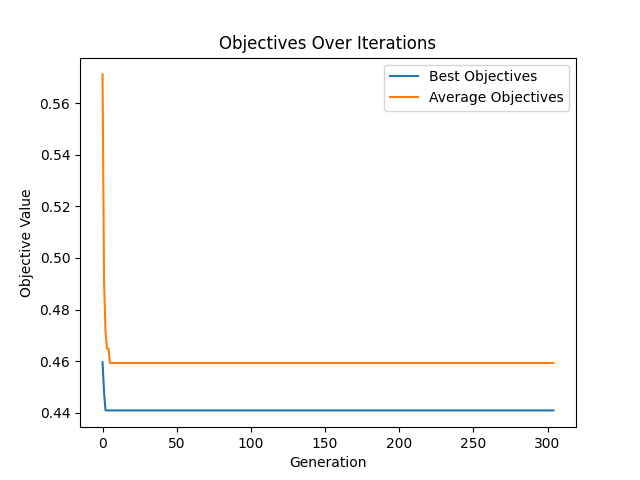 Objectives Over Iterations
Best Objectives
Average Objectives
Objective Value
0.56
0.54
0.52
0.50
0.48
0.46
0.44
0 50 100 150 200 250 300
Generation